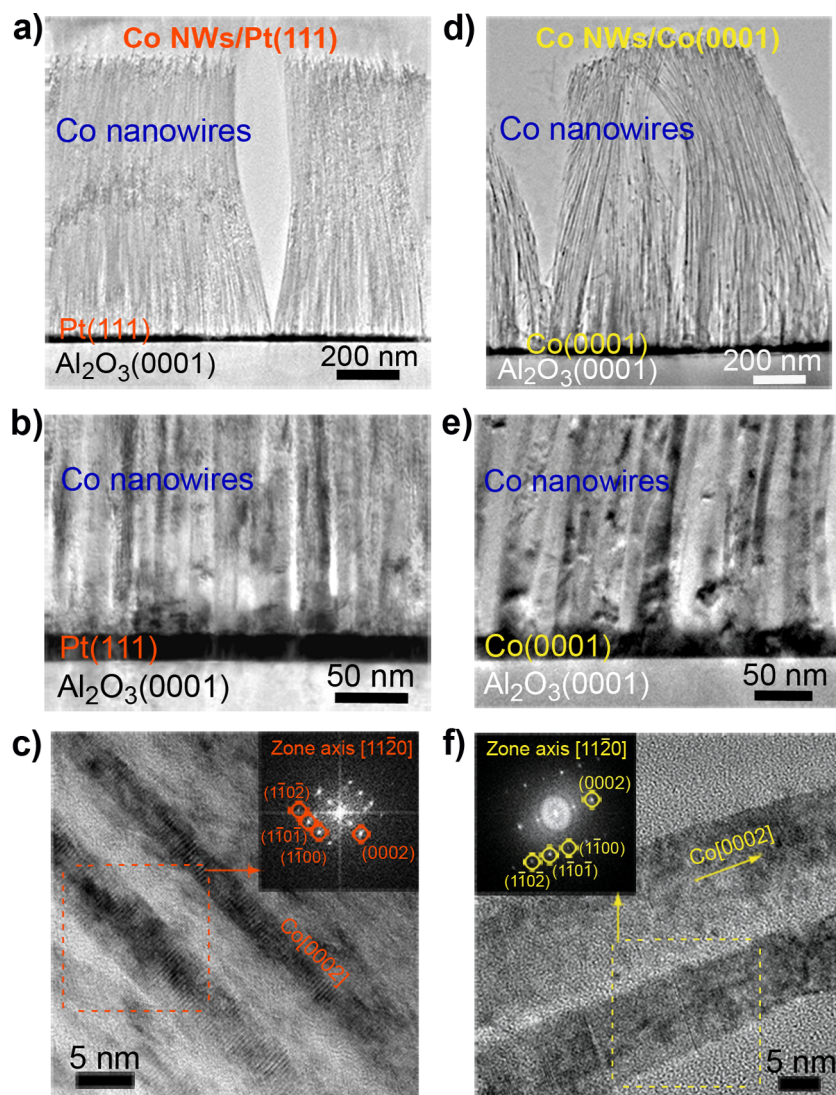 a)
Co NWs/Pt(111)
Co nanowires
Pt(111)
Al₂O₃(0001)
200 nm
b)
Co nanowires
Pt(111)
Al₂O₃(0001)
50 nm
c)
Zone axis [112̄0]
(11̄02̄)
(11̄01̄)
(11̄00)
(0002)
Co[0002]
5 nm
d)
Co NWs/Co(0001)
Co nanowires
Co(0001)
Al₂O₃(0001)
200 nm
e)
Co nanowires
Co(0001)
Al₂O₃(0001)
50 nm
f)
Zone axis [112̄0]
(0002)
(11̄00)
(11̄01̄)
(11̄02̄)
Co[0002]
5 nm